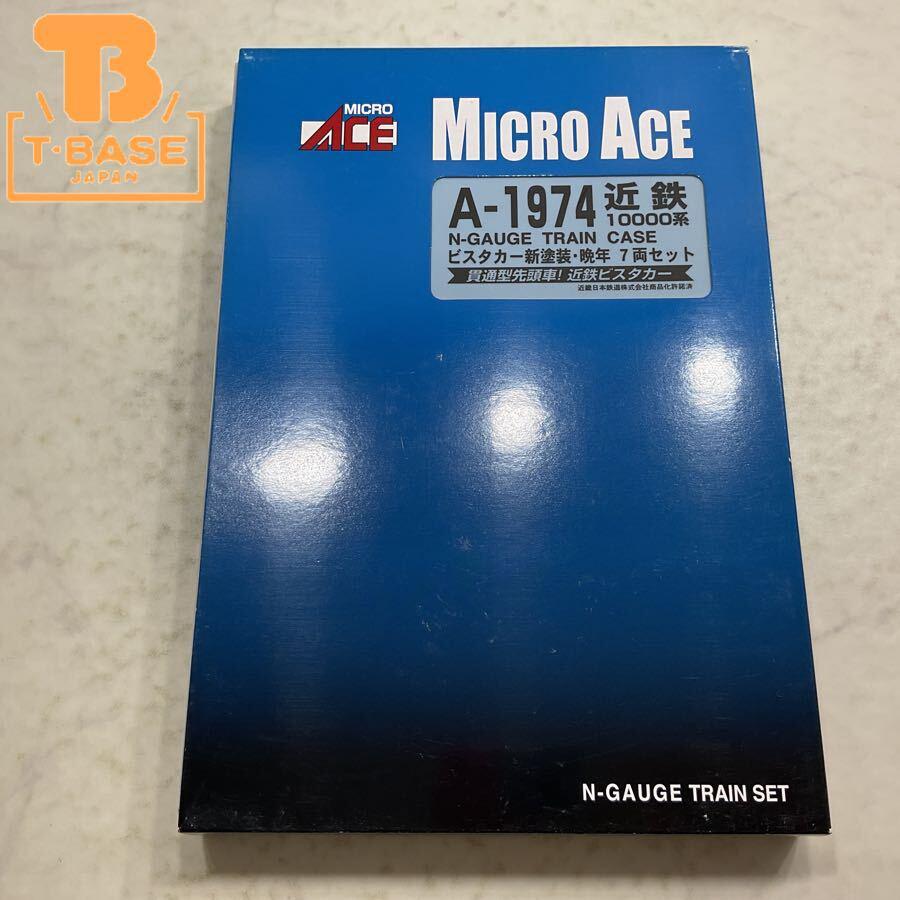 B
T·BASE
JAPAN
MICRO
ACE
MICRO ACE
A-1974 近鉄
10000系
N-GAUGE TRAIN CASE
ビスタカー新塗装・晩年 7両セット
貫通型先頭車!近鉄ビスタカー
近畿日本鉄道株式会社商品化許諾済
N-GAUGE TRAIN SET